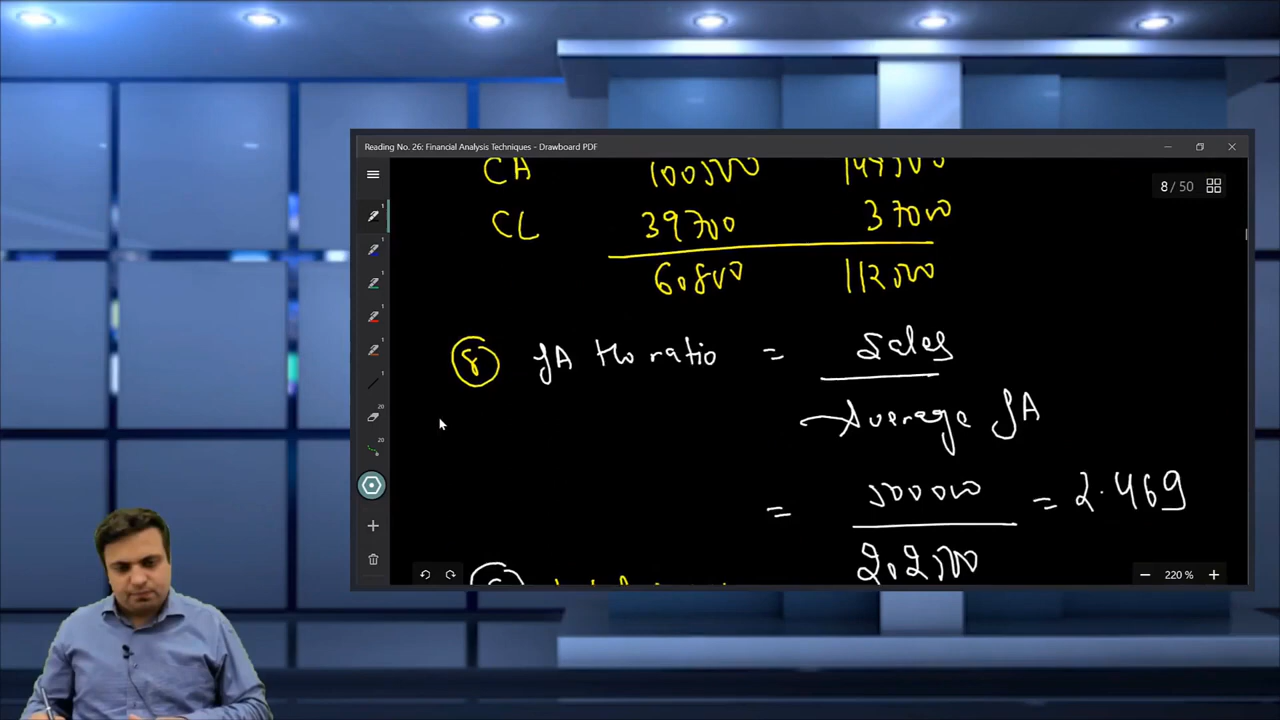 Reading No. 26: Financial Analysis Techniques - Drawboard PDF
8 / 50
CA 100500 149500
CL 39700 37000
60800 112500
⑧ FA t/o ratio = Sales
Average FA
= 500000 = 2.469
202500
220 %